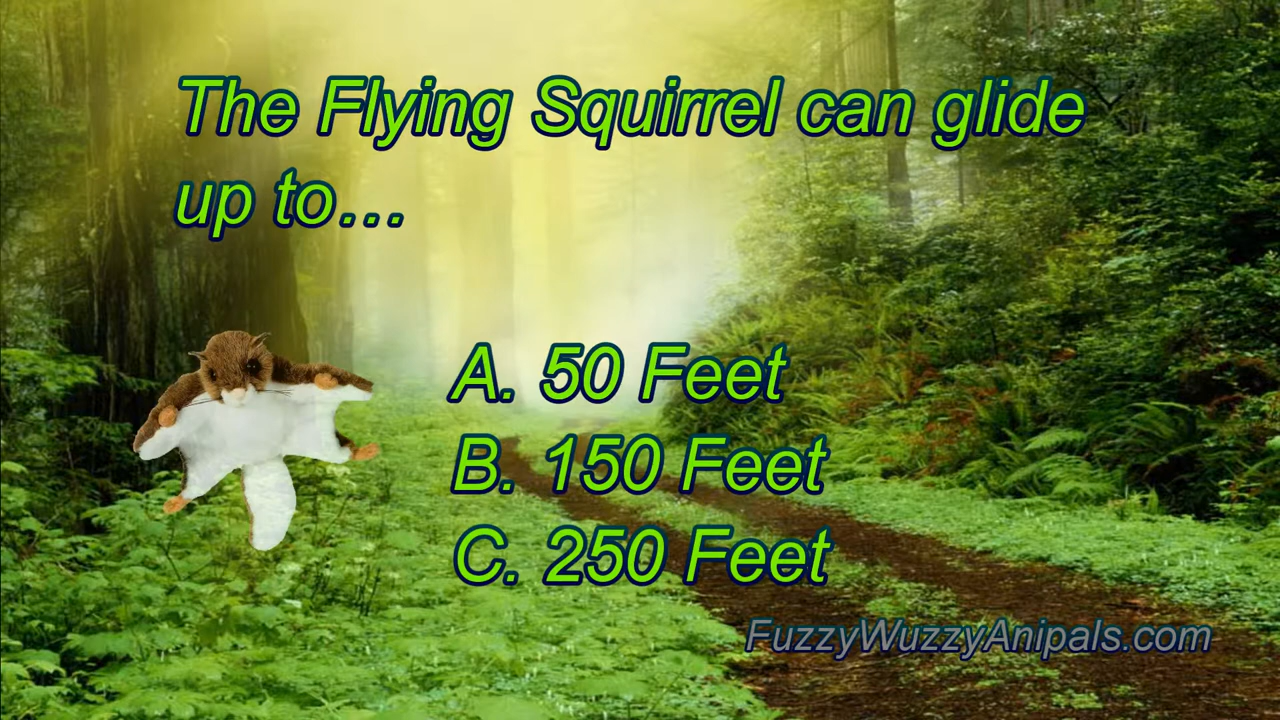 The Flying Squirrel can glide
up to...
A. 50 Feet
B. 150 Feet
C. 250 Feet
FuzzyWuzzyAnipals.com